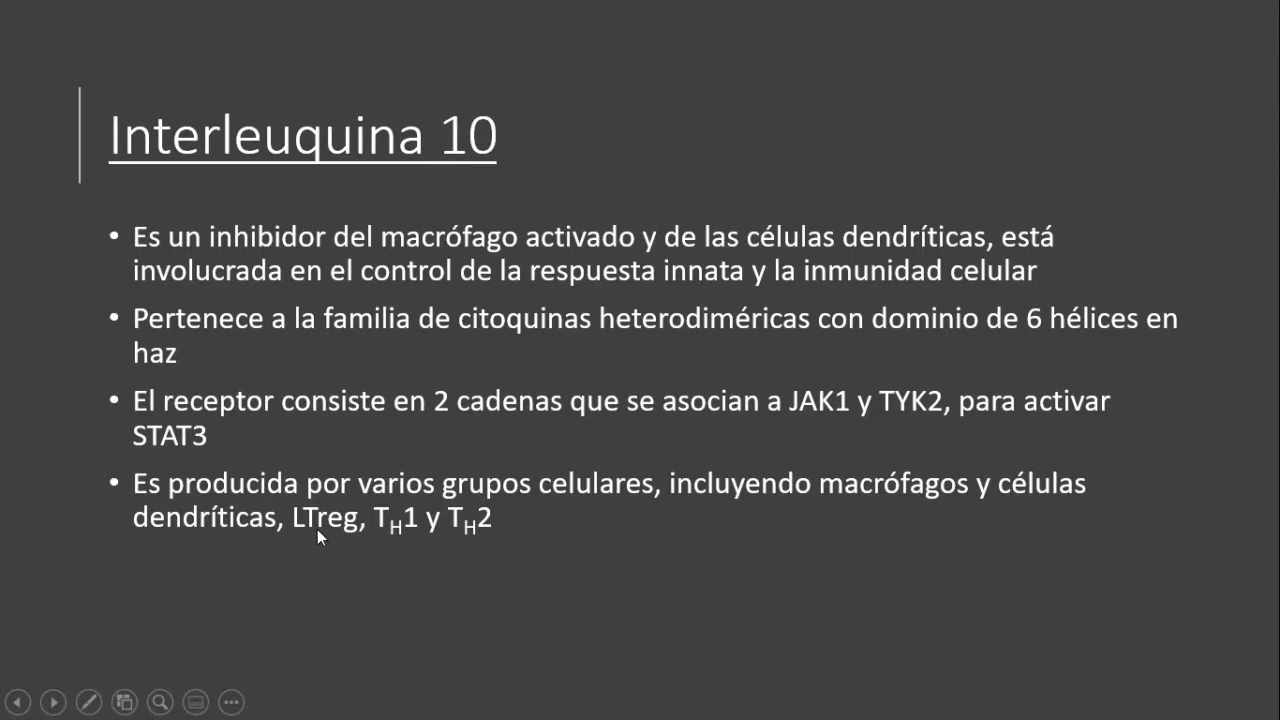 Interleuquina 10
• Es un inhibidor del macrófago activado y de las células dendríticas, está
involucrada en el control de la respuesta innata y la inmunidad celular
• Pertenece a la familia de citoquinas heterodiméricas con dominio de 6 hélices en
haz
• El receptor consiste en 2 cadenas que se asocian a JAK1 y TYK2, para activar
STAT3
• Es producida por varios grupos celulares, incluyendo macrófagos y células
dendríticas, LTreg, TH1 y TH2